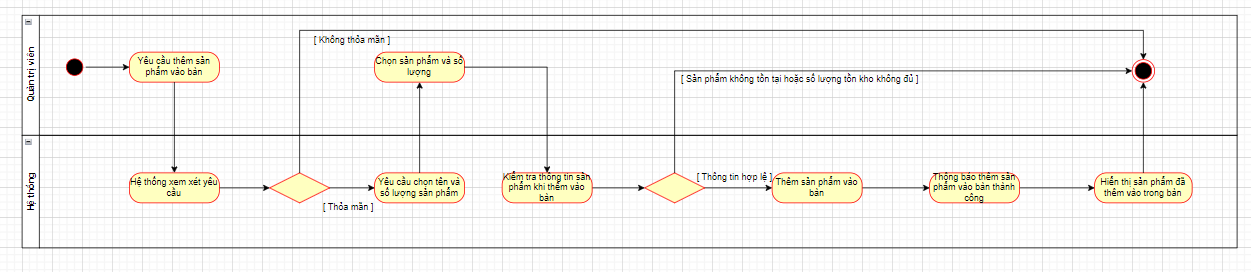 Quản trị viên
Yêu cầu thêm sản
phẩm vào bàn
[ Không thỏa mãn ]
Chọn sản phẩm và số
lượng
[ Sản phẩm không tồn tại hoặc số lượng tồn kho không đủ ]
Hệ thống
Hệ thống xem xét yêu
cầu
[ Thỏa mãn ]
Yêu cầu chọn tên và
số lượng sản phẩm
Kiểm tra thông tin sản
phẩm khi thêm vào
bàn
[ Thông tin hợp lệ ]
Thêm sản phẩm vào
bàn
Thông báo thêm sản
phẩm vào bàn thành
công
Hiển thị sản phẩm đã
thêm vào trong bàn